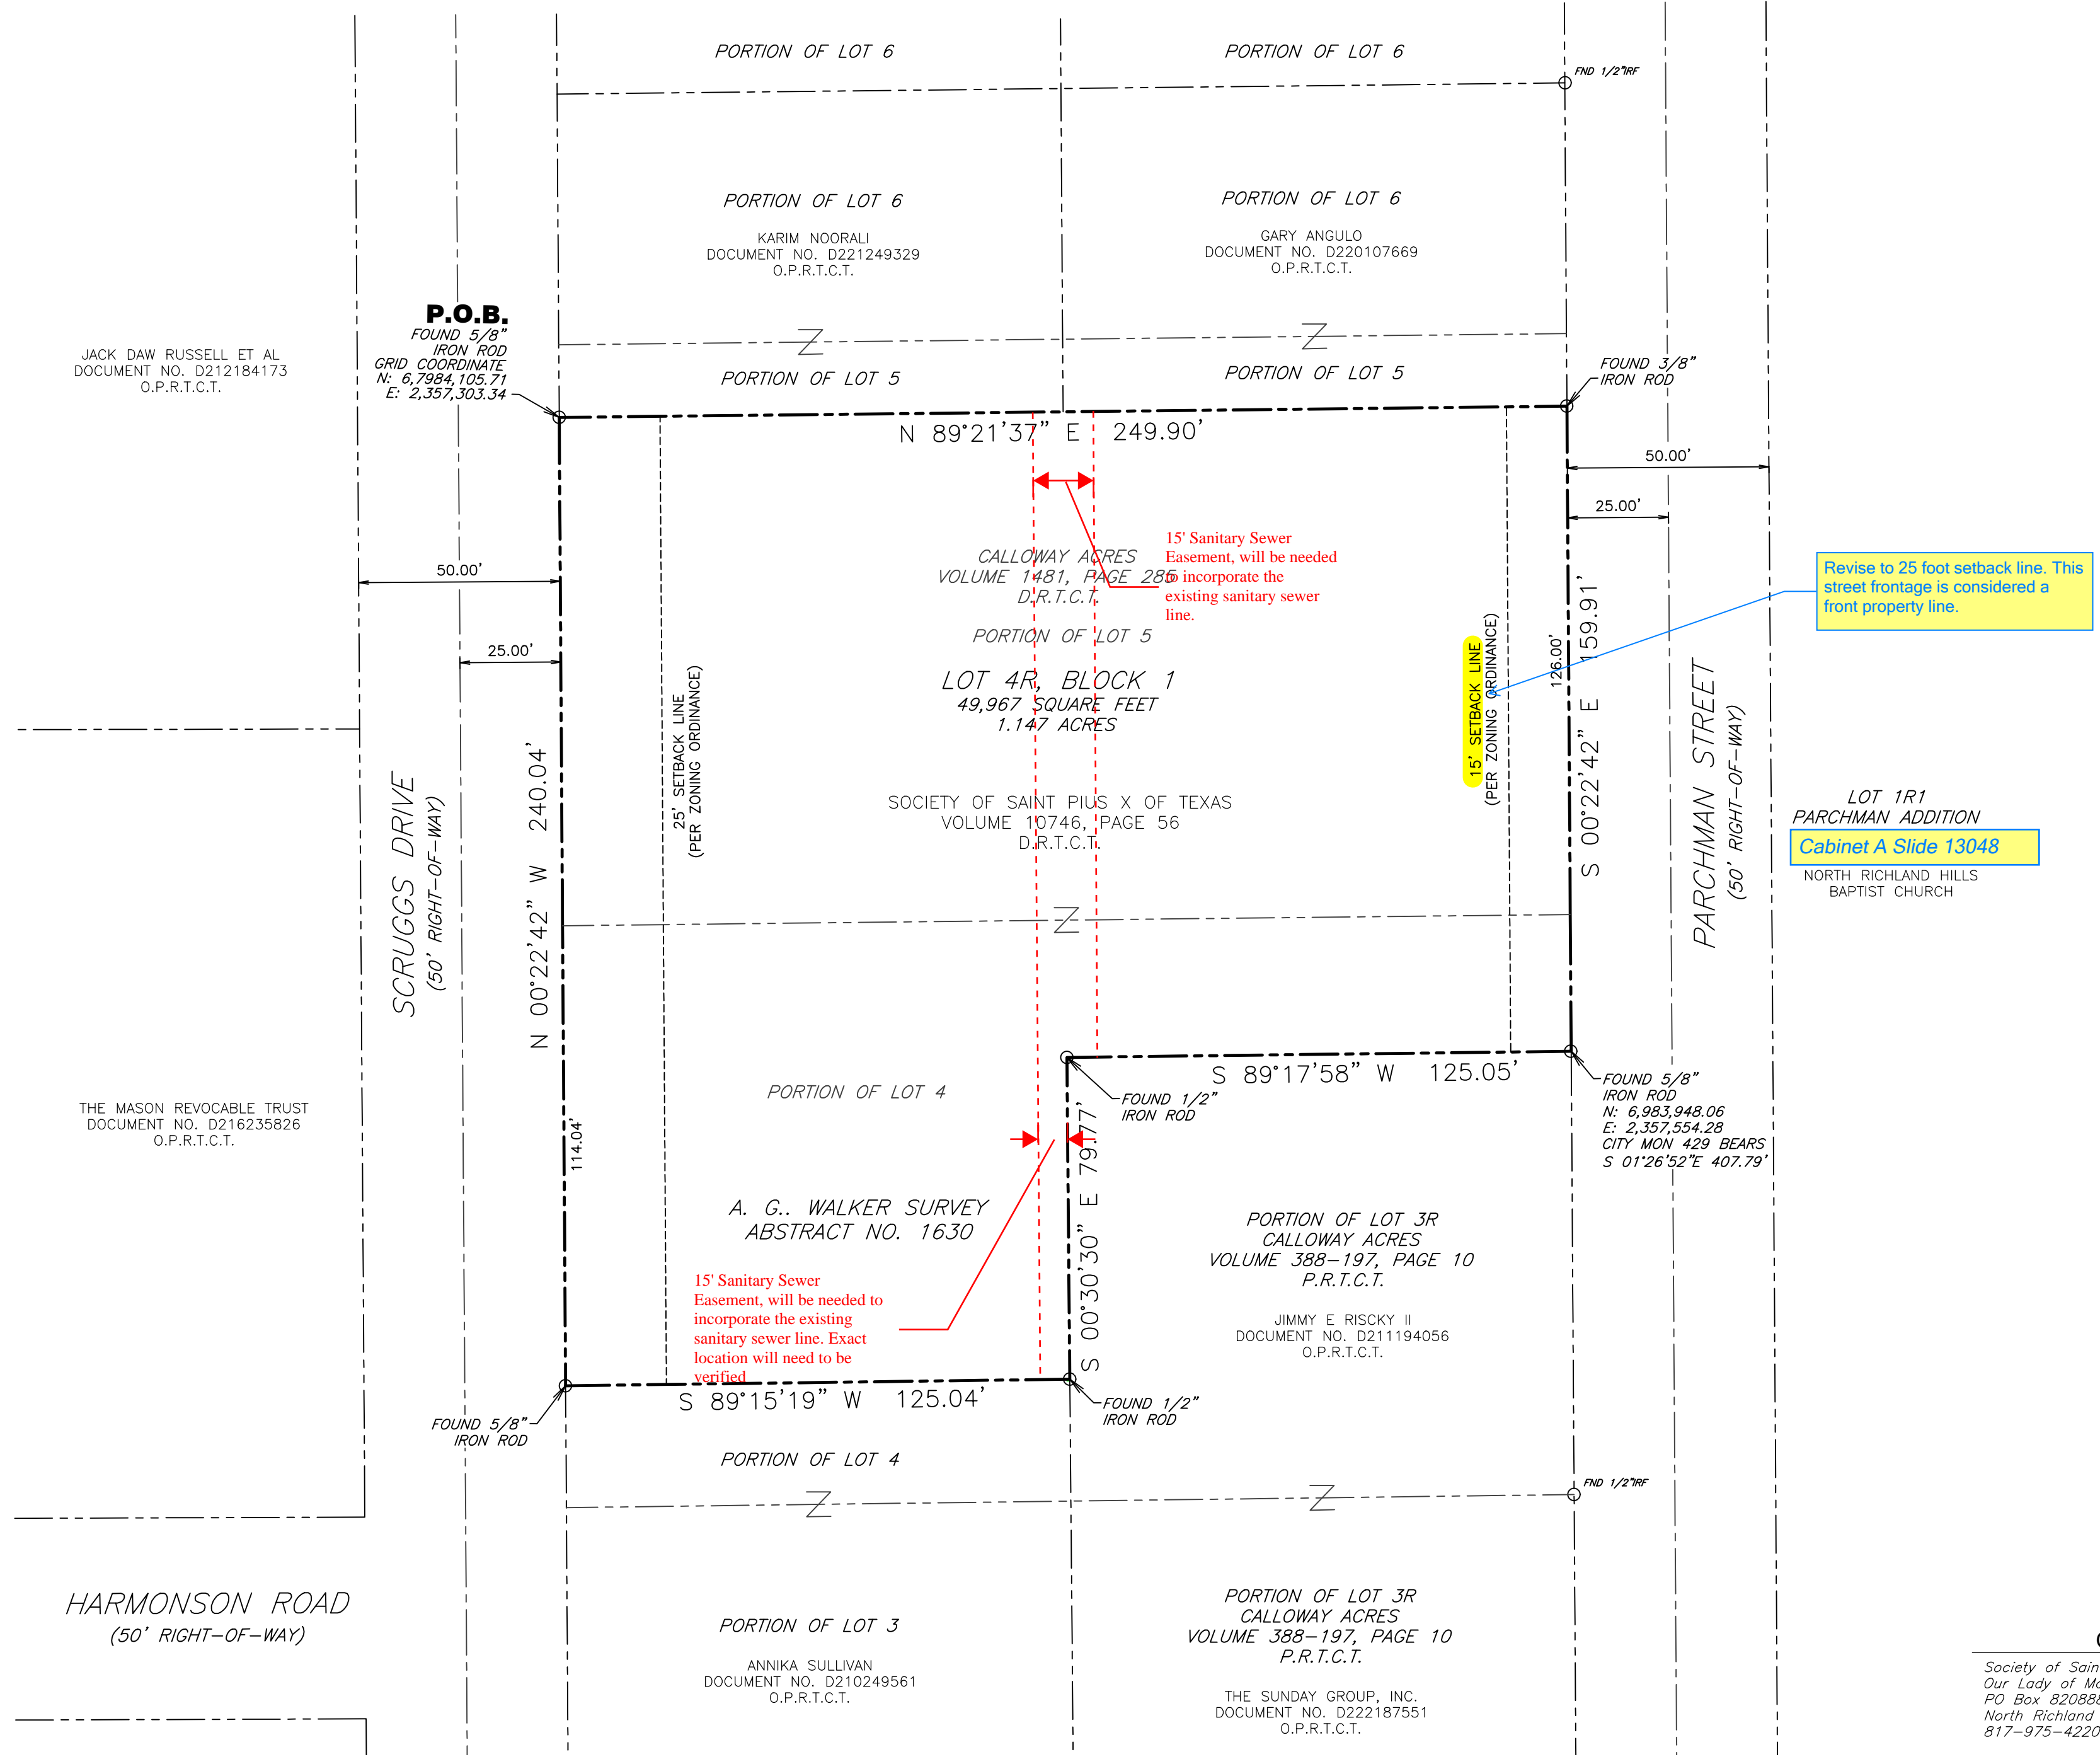 PORTION OF LOT 6
PORTION OF LOT 6
FND 1/2"IRF
PORTION OF LOT 6
KARIM NOORALI
DOCUMENT NO. D221249329
O.P.R.T.C.T.
PORTION OF LOT 6
GARY ANGULO
DOCUMENT NO. D220107669
O.P.R.T.C.T.
P.O.B.
FOUND 5/8"
IRON ROD
GRID COORDINATE
N: 6,7984,105.71
E: 2,357,303.34
JACK DAW RUSSELL ET AL
DOCUMENT NO. D212184173
O.P.R.T.C.T.
Z
Z
PORTION OF LOT 5
PORTION OF LOT 5
FOUND 3/8"
IRON ROD
N 89°21'37" E 249.90'
50.00'
25.00'
50.00'
25.00'
15' Sanitary Sewer
Easement, will be needed
to incorporate the
existing sanitary sewer
line.
CALLOWAY ACRES
VOLUME 1481, PAGE 285
D.R.T.C.T.
PORTION OF LOT 5
LOT 4R, BLOCK 1
49,967 SQUARE FEET
1.147 ACRES
SOCIETY OF SAINT PIUS X OF TEXAS
VOLUME 10746, PAGE 56
D.R.T.C.T.
Revise to 25 foot setback line. This
street frontage is considered a
front property line.
25' SETBACK LINE
(PER ZONING ORDINANCE)
15' SETBACK LINE
(PER ZONING ORDINANCE)
126.00'
S 00°22'42" E 159.91'
PARCHMAN STREET
(50' RIGHT-OF-WAY)
LOT 1R1
PARCHMAN ADDITION
Cabinet A Slide 13048
NORTH RICHLAND HILLS
BAPTIST CHURCH
SCRUGGS DRIVE
(50' RIGHT-OF-WAY)
N 00°22'42" W 240.04'
Z
114.04'
THE MASON REVOCABLE TRUST
DOCUMENT NO. D216235826
O.P.R.T.C.T.
PORTION OF LOT 4
S 89°17'58" W 125.05'
FOUND 1/2"
IRON ROD
FOUND 5/8"
IRON ROD
N: 6,983,948.06
E: 2,357,554.28
CITY MON 429 BEARS
S 01°26'52"E 407.79'
S 00°30'30" E 79.77'
A. G.. WALKER SURVEY
ABSTRACT NO. 1630
15' Sanitary Sewer
Easement, will be needed to
incorporate the existing
sanitary sewer line. Exact
location will need to be
verified
PORTION OF LOT 3R
CALLOWAY ACRES
VOLUME 388-197, PAGE 10
P.R.T.C.T.
JIMMY E RISCKY II
DOCUMENT NO. D211194056
O.P.R.T.C.T.
S 89°15'19" W 125.04'
FOUND 5/8"
IRON ROD
FOUND 1/2"
IRON ROD
PORTION OF LOT 4
Z
Z
FND 1/2"IRF
HARMONSON ROAD
(50' RIGHT-OF-WAY)
PORTION OF LOT 3
ANNIKA SULLIVAN
DOCUMENT NO. D210249561
O.P.R.T.C.T.
PORTION OF LOT 3R
CALLOWAY ACRES
VOLUME 388-197, PAGE 10
P.R.T.C.T.
THE SUNDAY GROUP, INC.
DOCUMENT NO. D222187551
O.P.R.T.C.T.
Society of Sain
Our Lady of
PO Box 820888
North Richland
817-975-4220